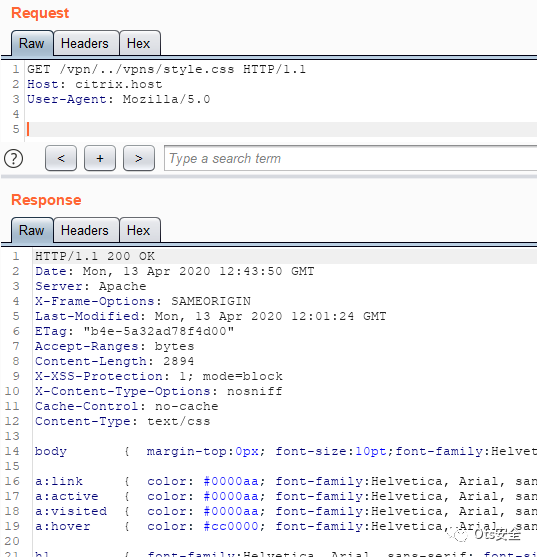 Request
Raw Headers Hex
1 GET /vpn/../vpns/style.css HTTP/1.1
2 Host: citrix.host
3 User-Agent: Mozilla/5.0
4
5
? < + > Type a search term
Response
Raw Headers Hex
1 HTTP/1.1 200 OK
2 Date: Mon, 13 Apr 2020 12:43:50 GMT
3 Server: Apache
4 X-Frame-Options: SAMEORIGIN
5 Last-Modified: Mon, 13 Apr 2020 12:01:24 GMT
6 ETag: "b4e-5a32ad78f4d00"
7 Accept-Ranges: bytes
8 Content-Length: 2894
9 X-XSS-Protection: 1; mode=block
10 X-Content-Type-Options: nosniff
11 Cache-Control: no-cache
12 Content-Type: text/css
13
14 body { margin-top:0px; font-size:10pt;font-family:Helvet
15
16 a:link { color: #0000aa; font-family:Helvetica, Arial, san
17 a:active { color: #0000aa; font-family:Helvetica, Arial, san
18 a:visited { color: #0000aa; font-family:Helvetica, Arial, san
19 a:hover { color: #cc0000; font-family:Helvetica, Arial, san
20
21 h1 { font-family:Helvetica, Arial, sans-serif; font-si
Ots安全